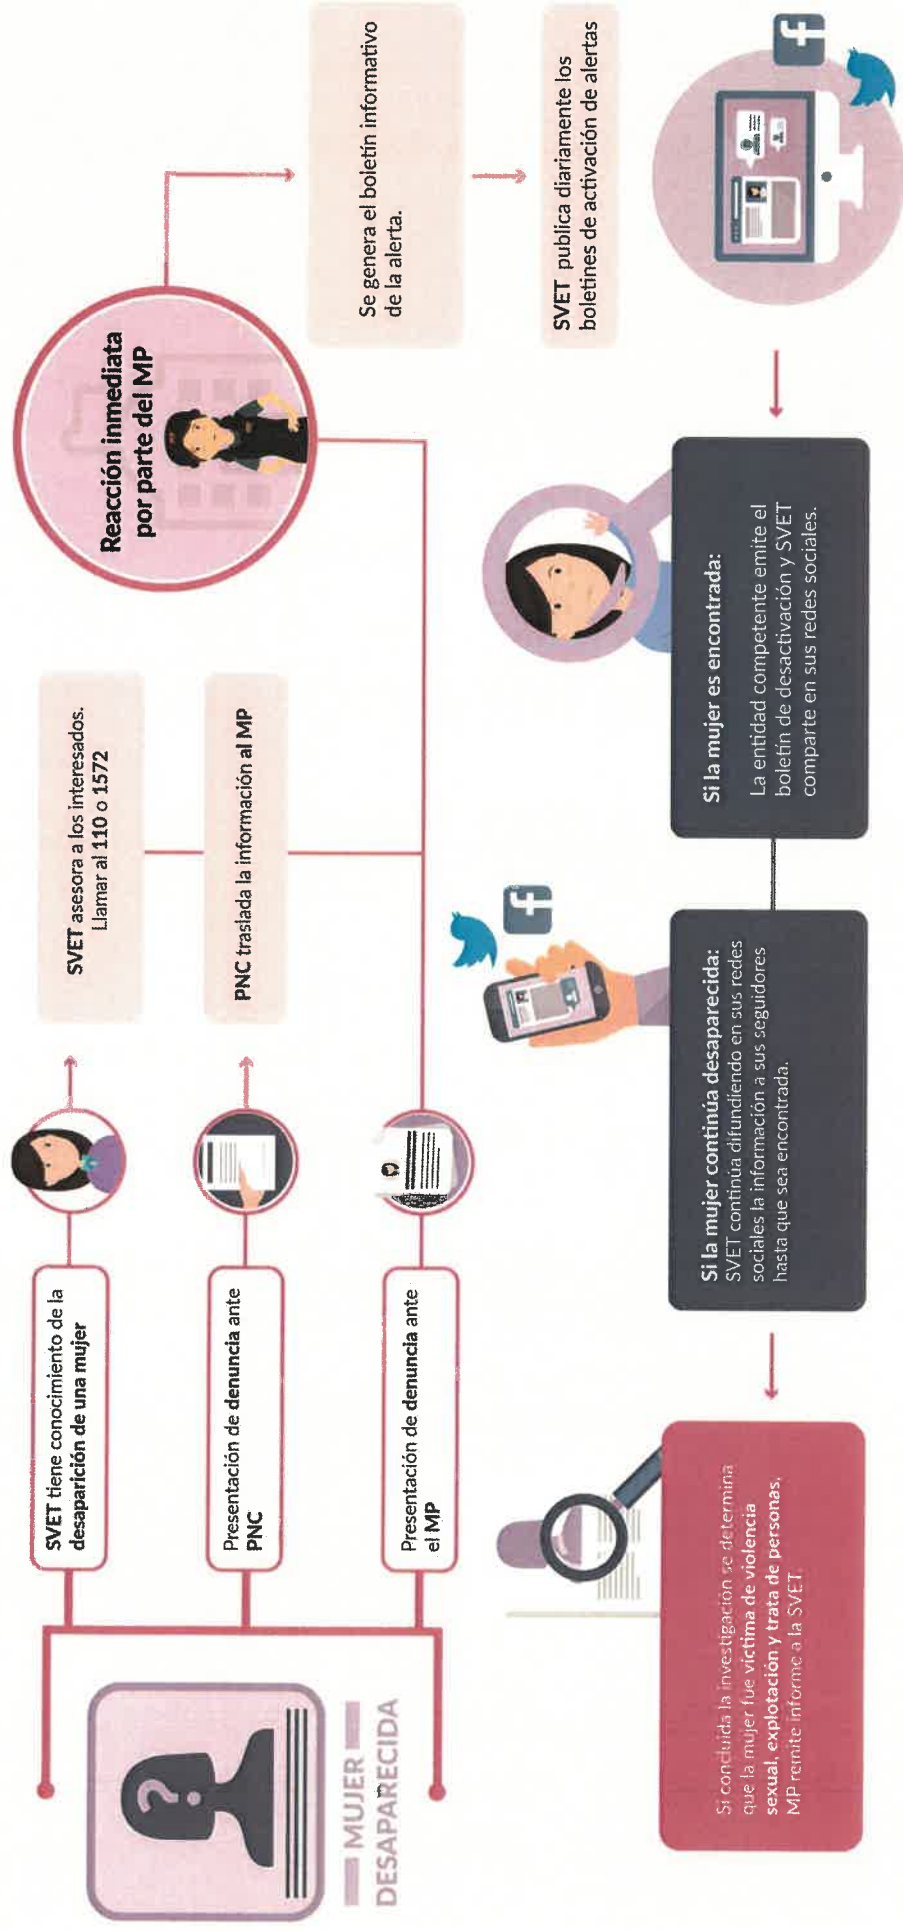 MUJER
DESAPARECIDA
SVET tiene conocimiento de la
desaparición de una mujer
Presentación de denuncia ante
PNC
Presentación de denuncia ante
el MP
SVET asesora a los interesados.
Llamar al 110 o 1572
PNC traslada la información al MP
Reacción inmediata
por parte del MP
Se genera el boletín informativo
de la alerta.
SVET publica diariamente los
boletines de activación de alertas
Si la mujer es encontrada:
La entidad competente emite el
boletín de desactivación y SVET
comparte en sus redes sociales.
Si la mujer continúa desaparecida:
SVET continúa difundiendo en sus redes
sociales la información a sus seguidores
hasta que sea encontrada.
Si concluida la investigación se determina
que la mujer fue víctima de violencia
sexual, explotación y trata de personas,
MP remite informe a la SVET.